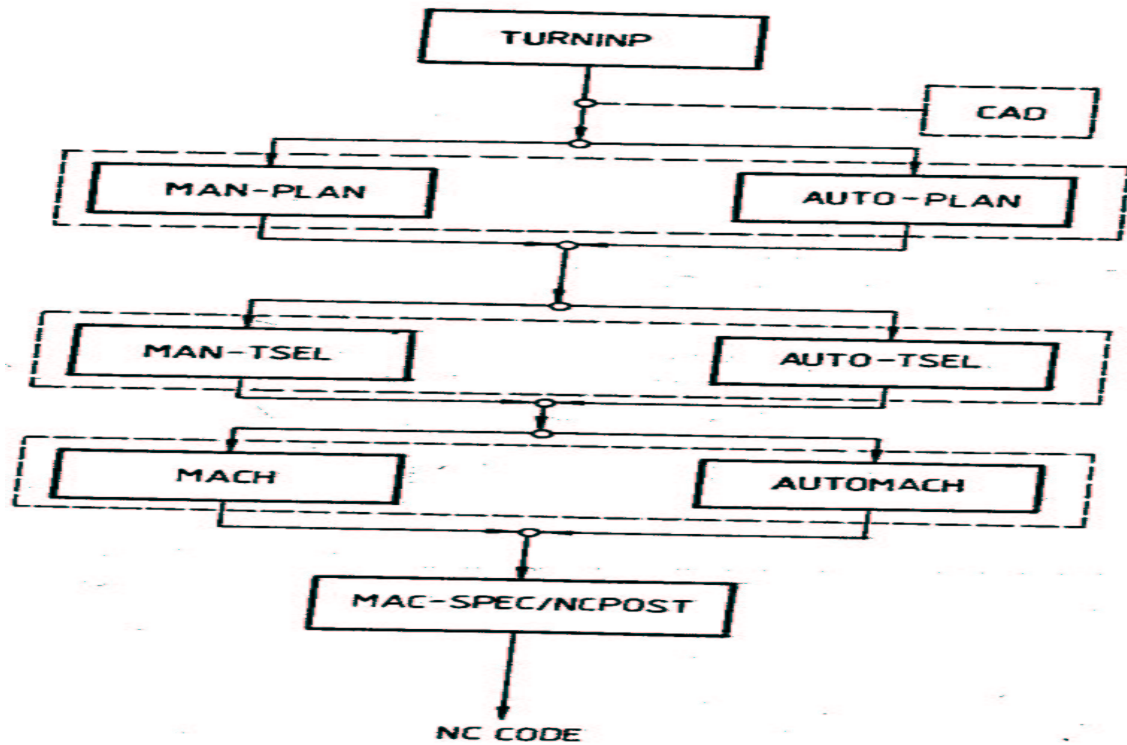 TURNINP
CAD
MAN-PLAN
AUTO-PLAN
MAN-TSEL
AUTO-TSEL
MACH
AUTOMACH
MAC-SPEC/NCPOST
NC CODE